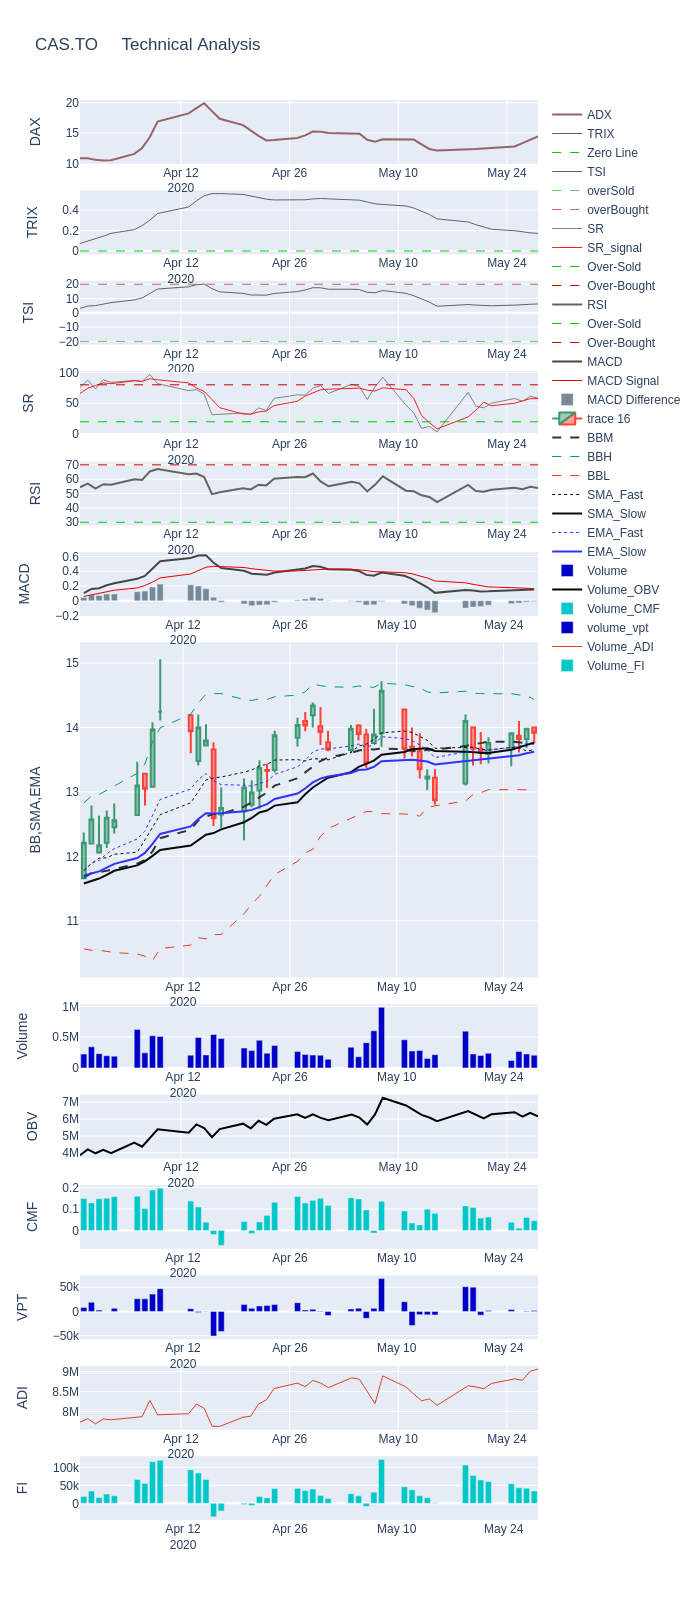 CAS.TO Technical Analysis
DAX
20
15
10
Apr 12
2020
Apr 26
May 10
May 24
TRIX
0.4
0.2
0
Apr 12
2020
Apr 26
May 10
May 24
TSI
20
10
0
−10
−20
Apr 12
2020
Apr 26
May 10
May 24
SR
100
50
0
Apr 12
2020
Apr 26
May 10
May 24
RSI
70
60
50
40
30
Apr 12
2020
Apr 26
May 10
May 24
MACD
0.6
0.4
0.2
0
−0.2
Apr 12
2020
Apr 26
May 10
May 24
BB,SMA,EMA
15
14
13
12
11
Apr 12
2020
Apr 26
May 10
May 24
Volume
1M
0.5M
0
Apr 12
2020
Apr 26
May 10
May 24
OBV
7M
6M
5M
4M
Apr 12
2020
Apr 26
May 10
May 24
CMF
0.2
0.1
0
Apr 12
2020
Apr 26
May 10
May 24
VPT
50k
0
−50k
Apr 12
2020
Apr 26
May 10
May 24
ADI
9M
8.5M
8M
Apr 12
2020
Apr 26
May 10
May 24
FI
100k
50k
0
Apr 12
2020
Apr 26
May 10
May 24
ADX
TRIX
Zero Line
TSI
overSold
overBought
SR
SR_signal
Over-Sold
Over-Bought
RSI
Over-Sold
Over-Bought
MACD
MACD Signal
MACD Difference
trace 16
BBM
BBH
BBL
SMA_Fast
SMA_Slow
EMA_Fast
EMA_Slow
Volume
Volume_OBV
Volume_CMF
volume_vpt
Volume_ADI
Volume_FI